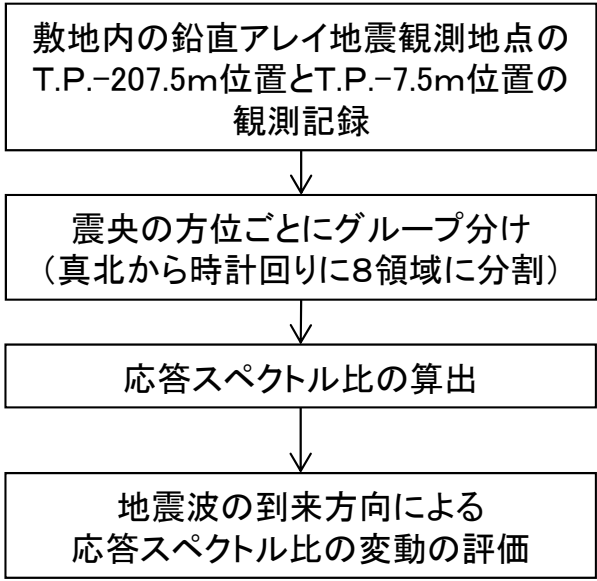 敷地内の鉛直アレイ地震観測地点の
T.P.-207.5m位置とT.P.-7.5m位置の
観測記録
震央の方位ごとにグループ分け
（真北から時計回りに８領域に分割）
応答スペクトル比の算出
地震波の到来方向による
応答スペクトル比の変動の評価